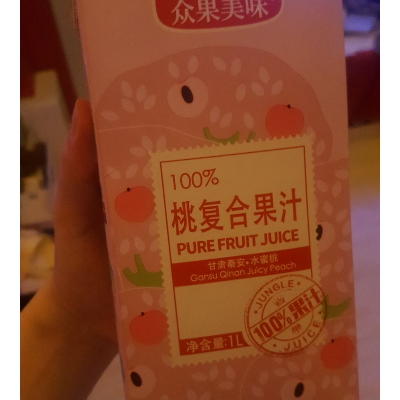 众果美味
100%
桃复合果汁
PURE FRUIT JUICE
甘肃秦安·水蜜桃
Gansu Qinan Juicy Peach
JUNGLE
100%果汁
JUICE
净含量:1L